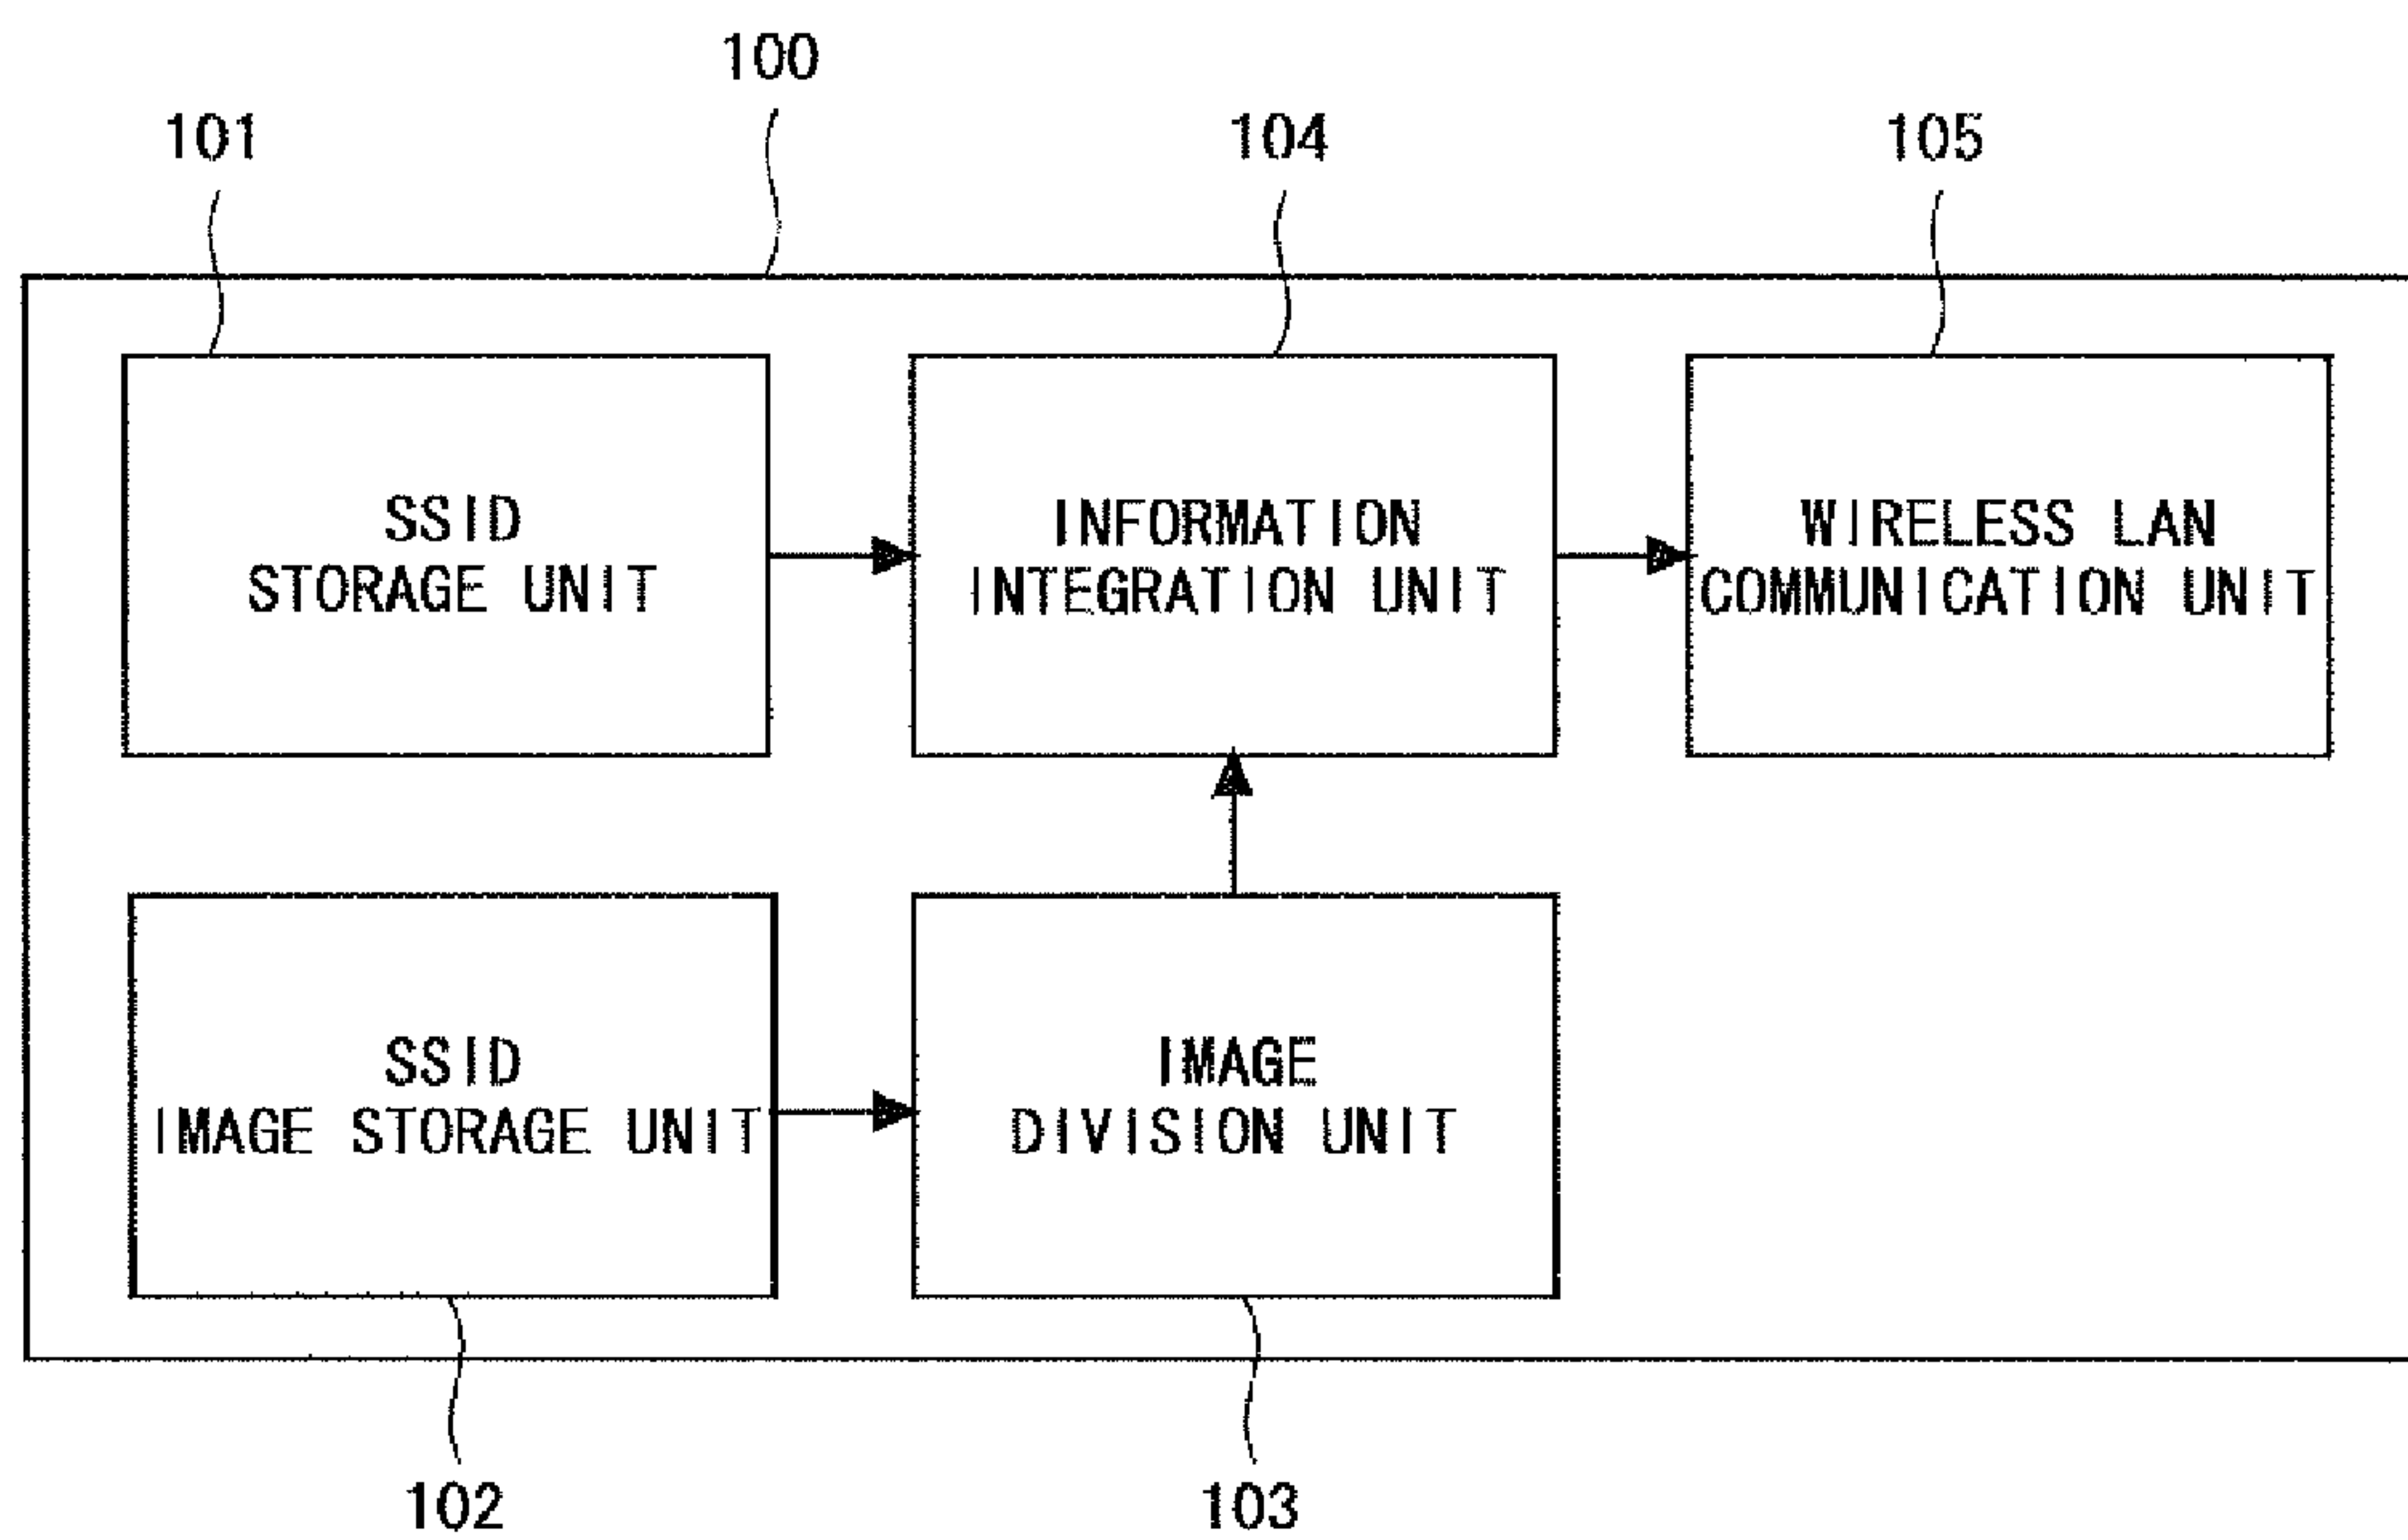 100
101
104
105
SSID
STORAGE UNIT
INFORMATION
INTEGRATION UNIT
WIRELESS LAN
COMMUNICATION UNIT
SSID
IMAGE STORAGE UNIT
IMAGE
DIVISION UNIT
102
103